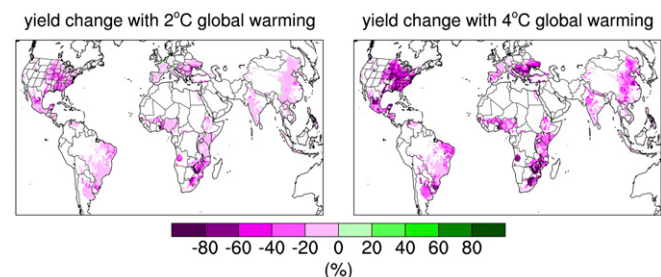 yield change with 2°C global warming
yield change with 4°C global warming
-80 -60 -40 -20 0 20 40 60 80
(%)